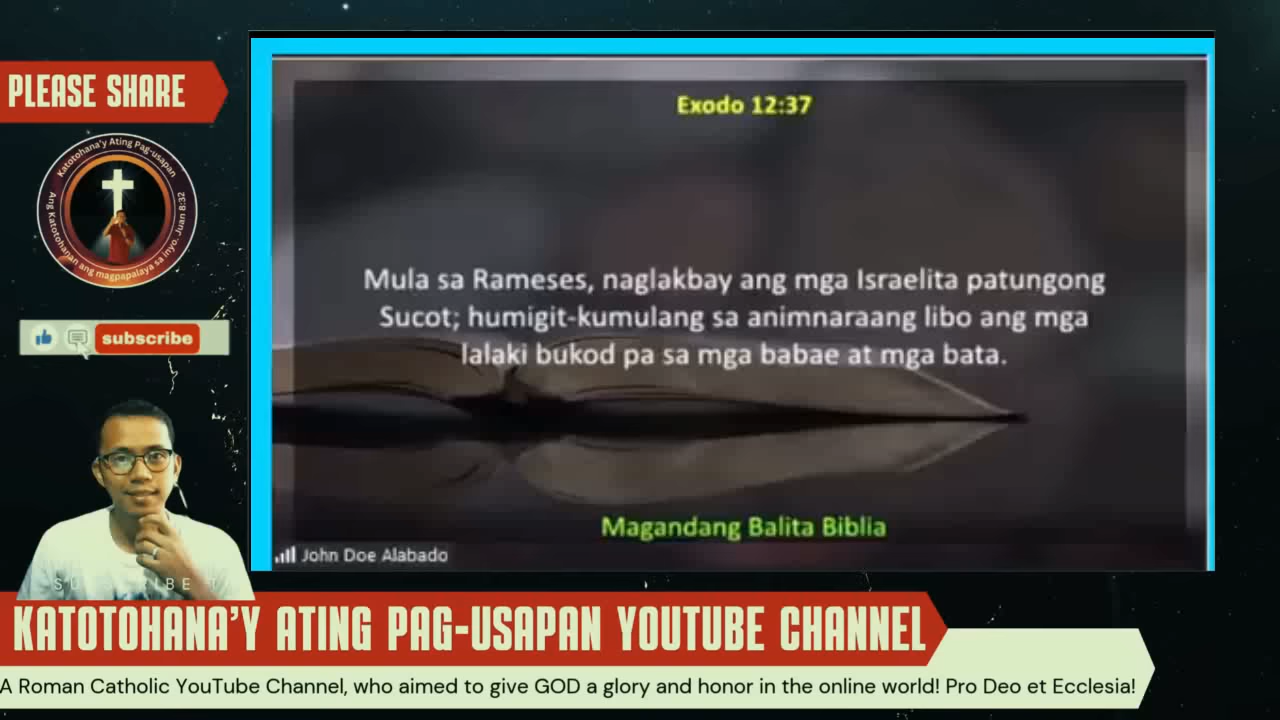 PLEASE SHARE
Katotohana'y Ating Pag-usapan
Ang Katotohanan ang magpapalaya sa inyo. Juan 8:32
subscribe
Exodo 12:37
Mula sa Rameses, naglakbay ang mga Israelita patungong
Sucot; humigit-kumulang sa animnaraang libo ang mga
lalaki bukod pa sa mga babae at mga bata.
Magandang Balita Biblia
John Doe Alabado
KATOTOHANA'Y ATING PAG-USAPAN YOUTUBE CHANNEL
A Roman Catholic YouTube Channel, who aimed to give GOD a glory and honor in the online world! Pro Deo et Ecclesia!